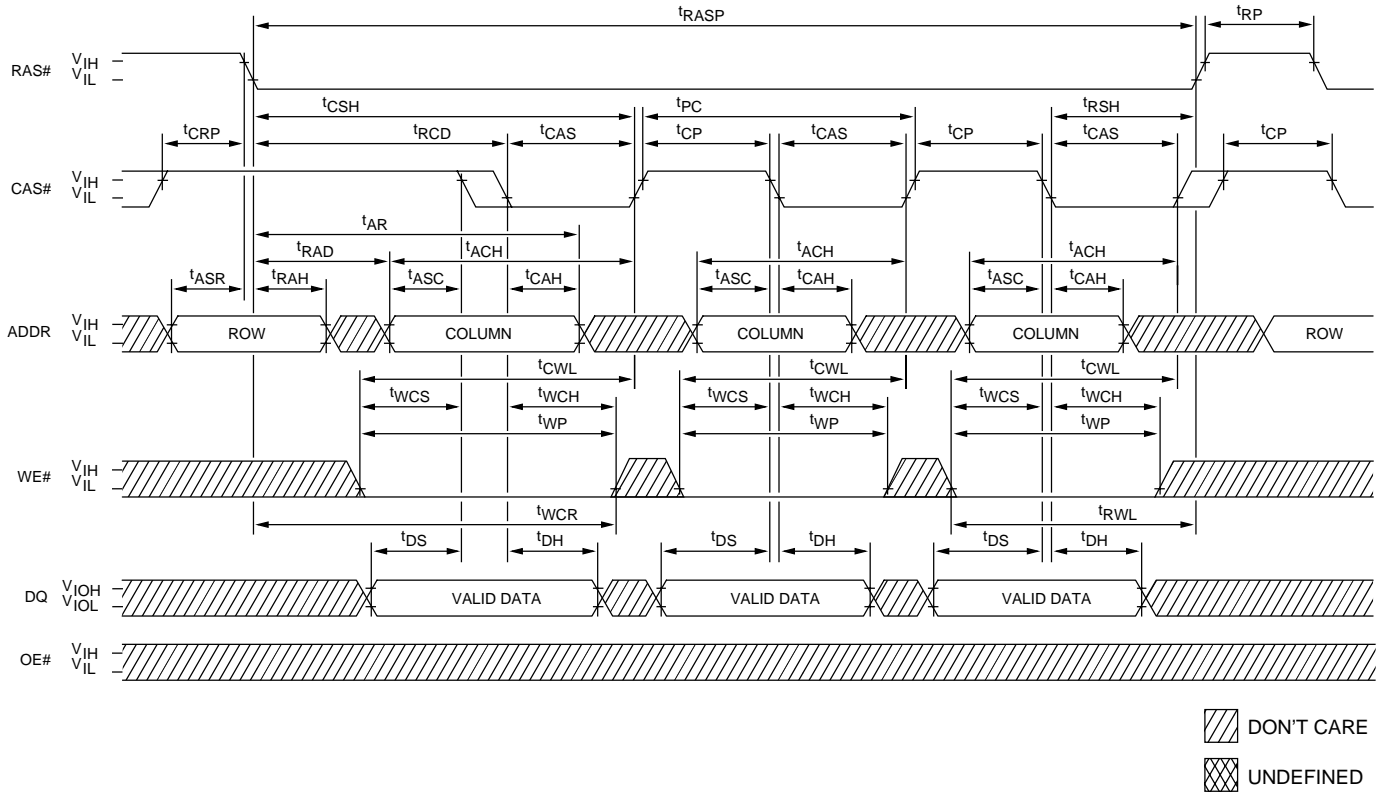 tRASP tRP
RAS# VIH
VIL
tCSH tPC tRSH
tCRP tRCD tCAS tCP tCAS tCP tCAS tCP
CAS# VIH
VIL
tAR
tRAD tACH tACH tACH
tASR tRAH tASC tCAH tASC tCAH tASC tCAH
ADDR VIH
VIL
ROW COLUMN COLUMN COLUMN ROW
tCWL tCWL tCWL
tWCS tWCH tWCS tWCH tWCS tWCH
tWP tWP tWP
WE# VIH
VIL
tWCR tRWL
tDS tDH tDS tDH tDS tDH
DQ VIOH
VIOL
VALID DATA VALID DATA VALID DATA
OE# VIH
VIL
DON'T CARE
UNDEFINED